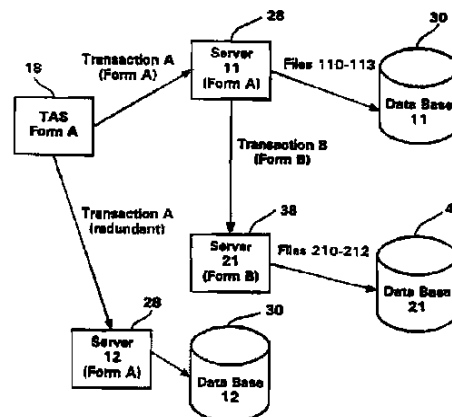 28
30
Transaction A
(Form A)
Server
11
(Form A)
Files 110-113
Data Base
11
18
TAS
Form A
Transaction B
(Form B)
Transaction A
(redundant)
38
4
Server
21
(Form B)
Files 210-212
Data Base
21
28
30
Server
12
(Form A)
Data Base
12